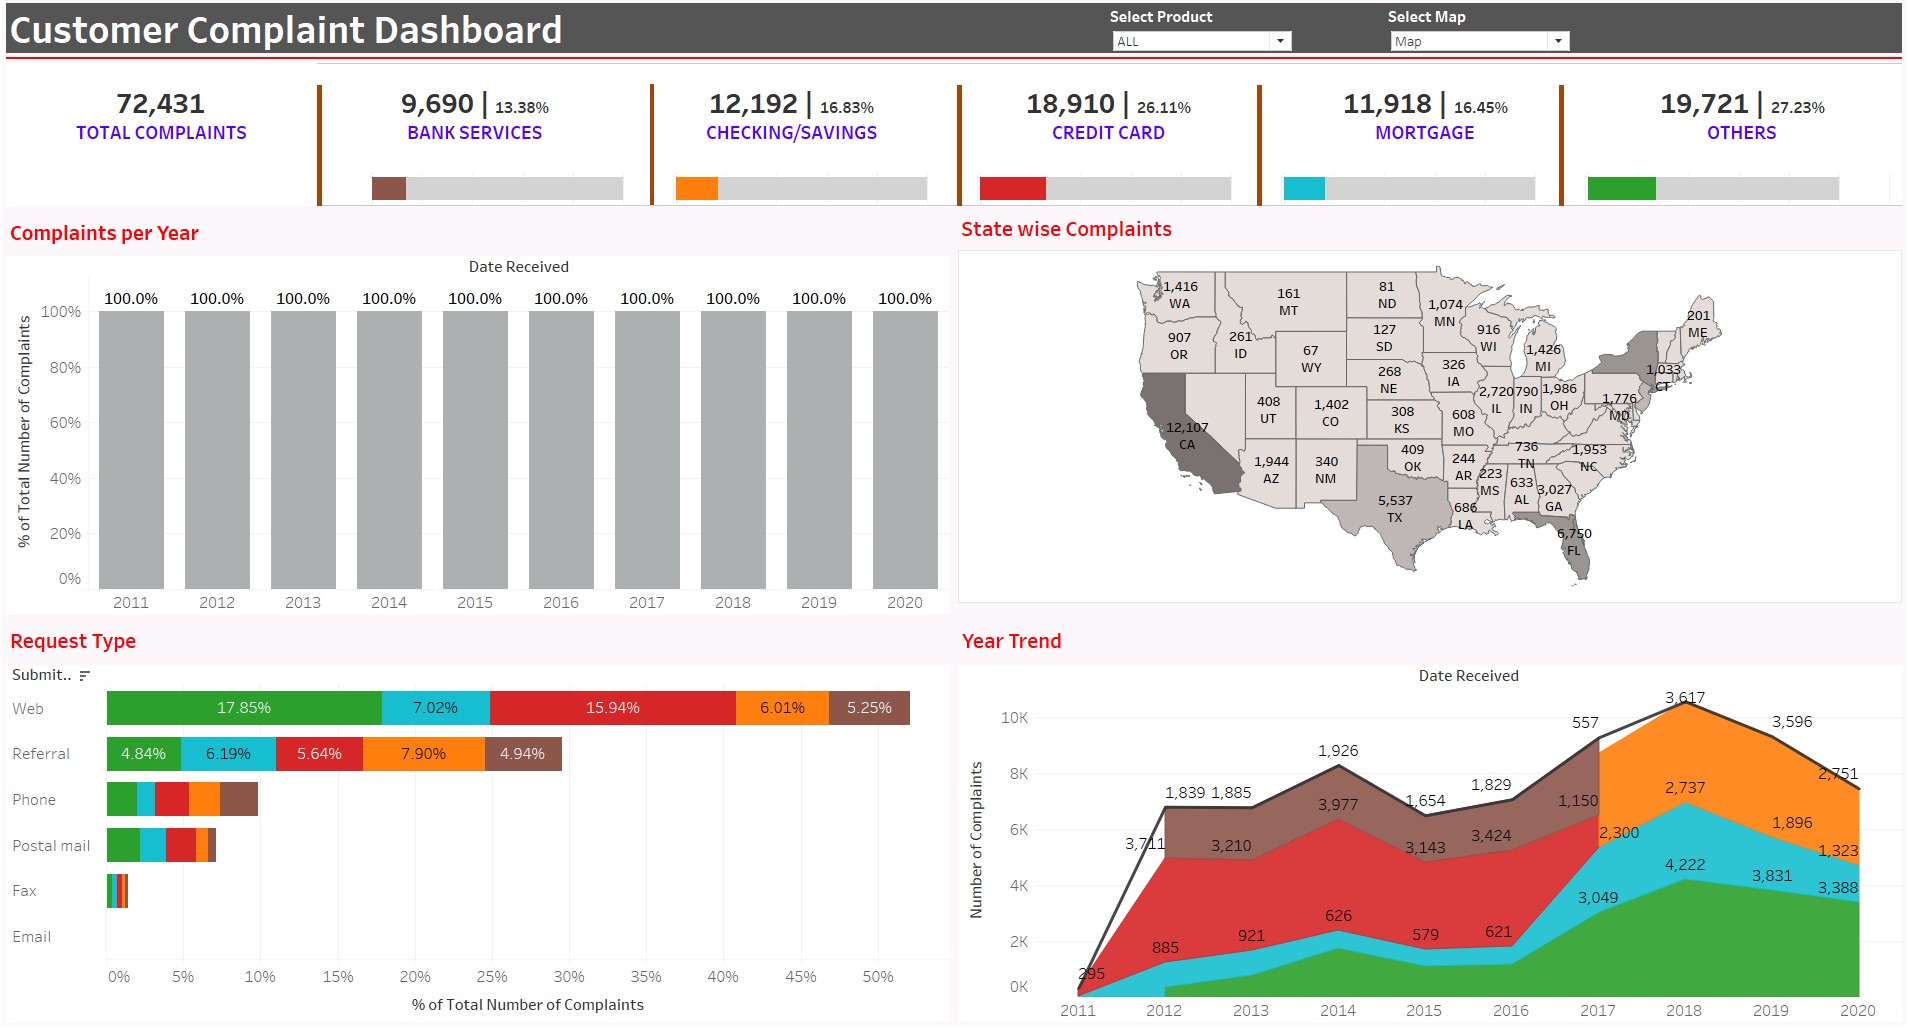 Customer Complaint Dashboard
Select Product
ALL
Select Map
Map
72,431
TOTAL COMPLAINTS
9,690 | 13.38%
BANK SERVICES
12,192 | 16.83%
CHECKING/SAVINGS
18,910 | 26.11%
CREDIT CARD
11,918 | 16.45%
MORTGAGE
19,721 | 27.23%
OTHERS
Complaints per Year
Date Received
100.0% 100.0% 100.0% 100.0% 100.0% 100.0% 100.0% 100.0% 100.0% 100.0%
% of Total Number of Complaints
100%
80%
60%
40%
20%
0%
2011 2012 2013 2014 2015 2016 2017 2018 2019 2020
State wise Complaints
1,416
WA
161
MT
81
ND
1,074
MN
201
ME
907
OR
261
ID
67
WY
127
SD
916
WI
1,426
MI
268
NE
326
IA
1,033
CT
408
UT
1,402
CO
308
KS
608
MO
2,720
IL
790
IN
1,986
OH
1,776
MD
12,107
CA
1,944
AZ
340
NM
409
OK
244
AR
736
TN
1,953
NC
223
MS
633
AL
3,027
GA
5,537
TX
686
LA
6,750
FL
Request Type
Submit..
Web
17.85% 7.02% 15.94% 6.01% 5.25%
Referral
4.84% 6.19% 5.64% 7.90% 4.94%
Phone
Postal mail
Fax
Email
0% 5% 10% 15% 20% 25% 30% 35% 40% 45% 50%
% of Total Number of Complaints
Year Trend
Date Received
Number of Complaints
10K
8K
6K
4K
2K
0K
295
1,839 1,885 1,926 1,654 1,829 557 3,617 3,596 2,751
3,711 3,210 3,977 3,143 3,424 1,150
2,300 2,737 1,896 1,323
885 921 626 579 621
3,049 4,222 3,831 3,388
2011 2012 2013 2014 2015 2016 2017 2018 2019 2020